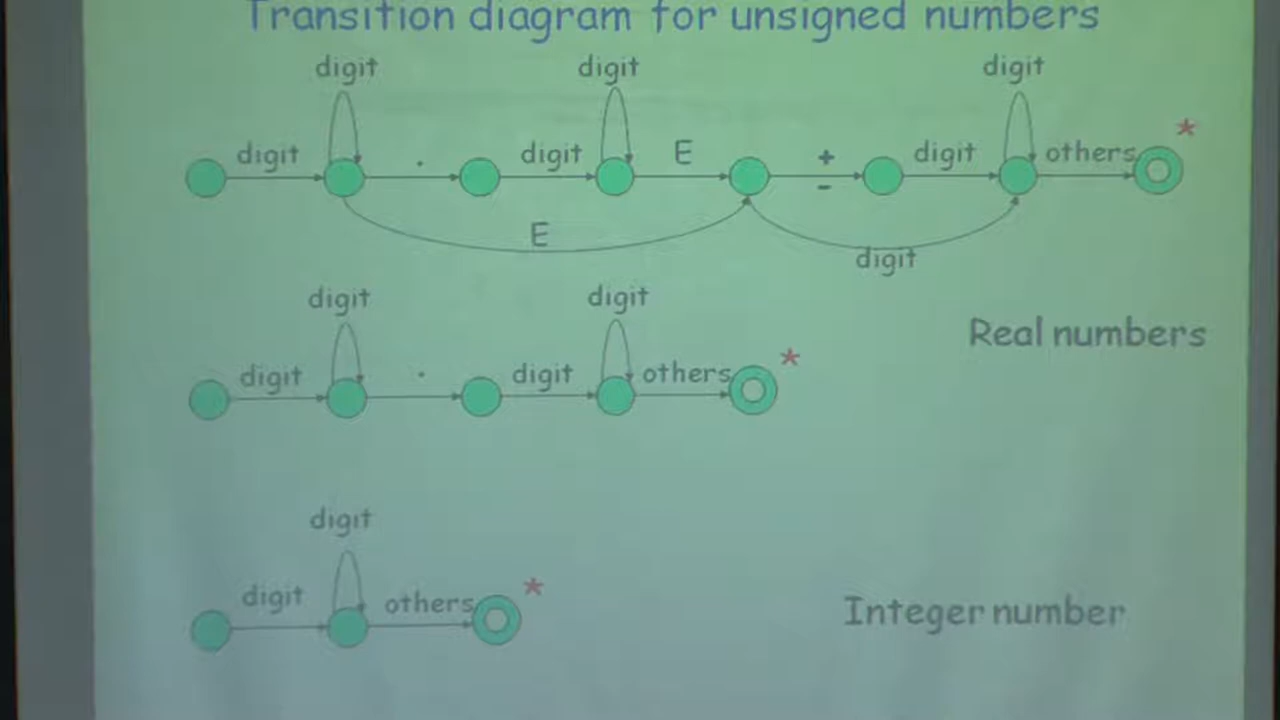 Transition diagram for unsigned numbers
digit digit digit
digit . digit E + - digit others *
E digit
digit digit
Real numbers
digit . digit others *
digit
digit others *
Integer number